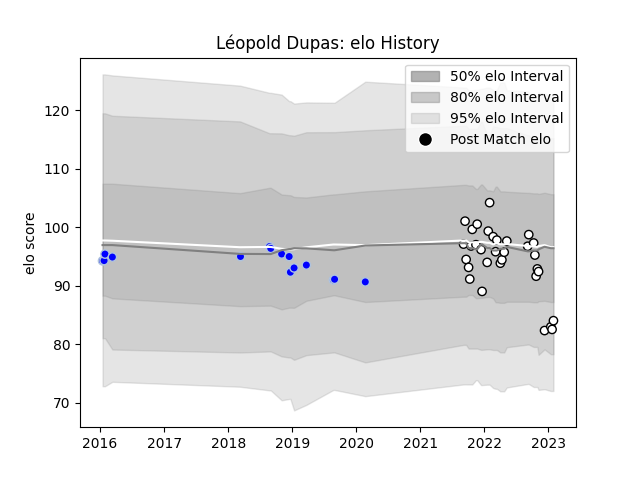 Léopold Dupas: elo History
50% elo Interval
80% elo Interval
95% elo Interval
Post Match elo
elo score
120
110
100
90
80
70
2016 2017 2018 2019 2020 2021 2022 2023